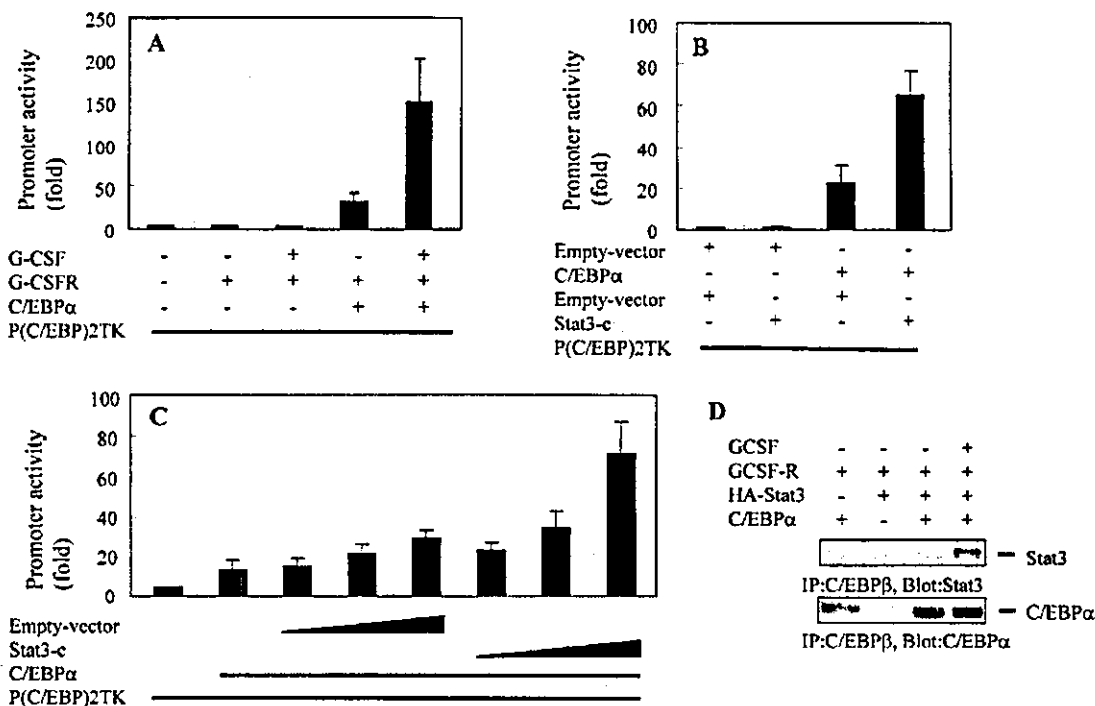 A
Promoter activity
(fold)
250
200
150
100
50
0
G-CSF - - + - +
G-CSFR - + + + +
C/EBPα - - - + +
P(C/EBP)2TK
B
Promoter activity
(fold)
100
80
60
40
20
0
Empty-vector + + - -
C/EBPα - - + +
Empty-vector + - + -
Stat3-c - + - +
P(C/EBP)2TK
C
Promoter activity
(fold)
100
80
60
40
20
0
Empty-vector
Stat3-c
C/EBPα
P(C/EBP)2TK
D
GCSF - - - +
GCSF-R + + + +
HA-Stat3 - + + +
C/EBPα + - + +
Stat3
IP:C/EBPβ, Blot:Stat3
C/EBPα
IP:C/EBPβ, Blot:C/EBPα